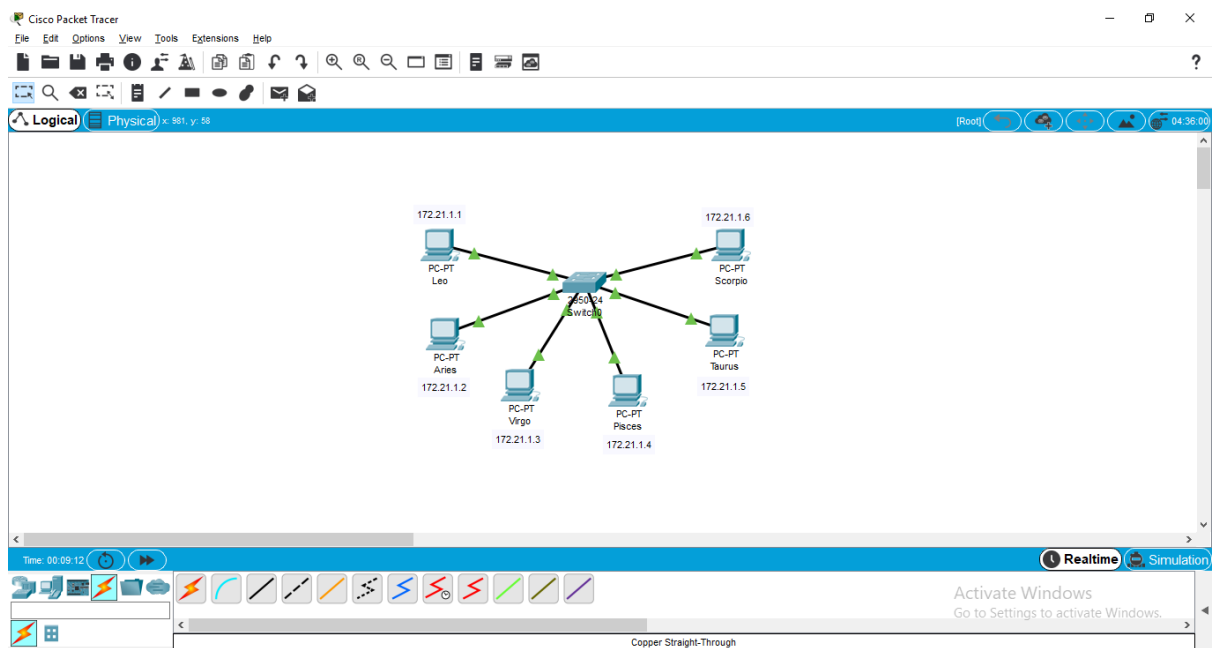 Cisco Packet Tracer
File Edit Options View Tools Extensions Help
?
Logical Physical x: 981, y: 58 [Root] 04:36:00
172.21.1.1
PC-PT
Leo
172.21.1.6
PC-PT
Scorpio
2950-24
Switch0
PC-PT
Aries
172.21.1.2
PC-PT
Taurus
172.21.1.5
PC-PT
Virgo
172.21.1.3
PC-PT
Pisces
172.21.1.4
Time: 00:09:12 Realtime Simulation
Activate Windows
Go to Settings to activate Windows.
Copper Straight-Through